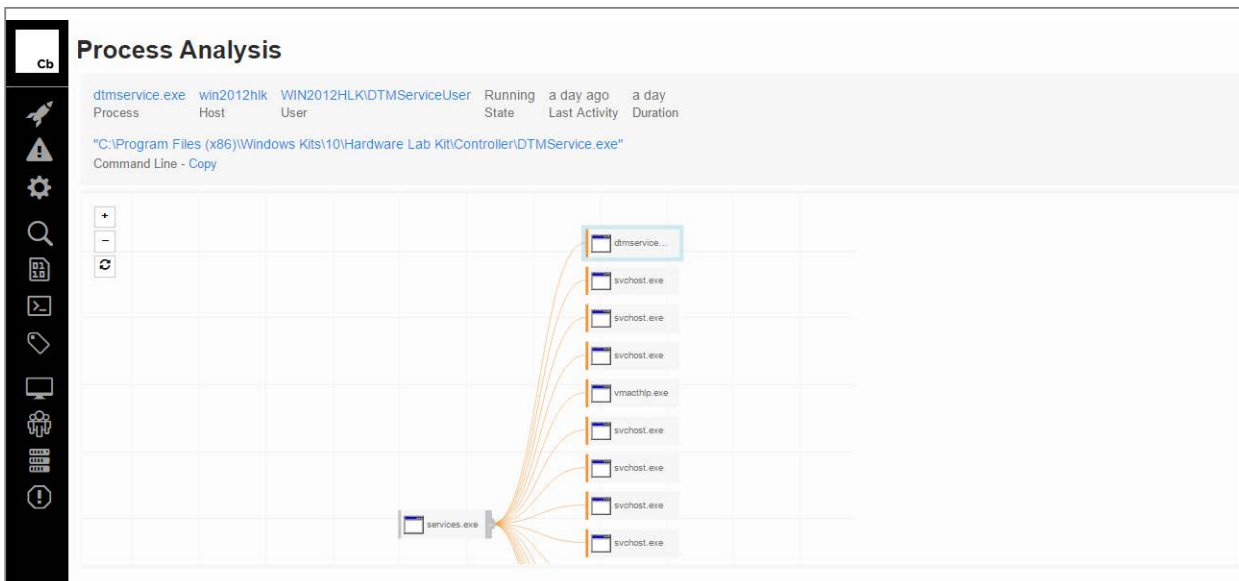 Cb
Process Analysis
dtmservice.exe win2012hlk WIN2012HLK\DTMServiceUser Running a day ago a day
Process Host User State Last Activity Duration
"C:\Program Files (x86)\Windows Kits\10\Hardware Lab Kit\Controller\DTMService.exe"
Command Line - Copy
+
−
dtmservice...
svchost.exe
svchost.exe
svchost.exe
vmacthlp.exe
svchost.exe
svchost.exe
svchost.exe
services.exe
svchost.exe